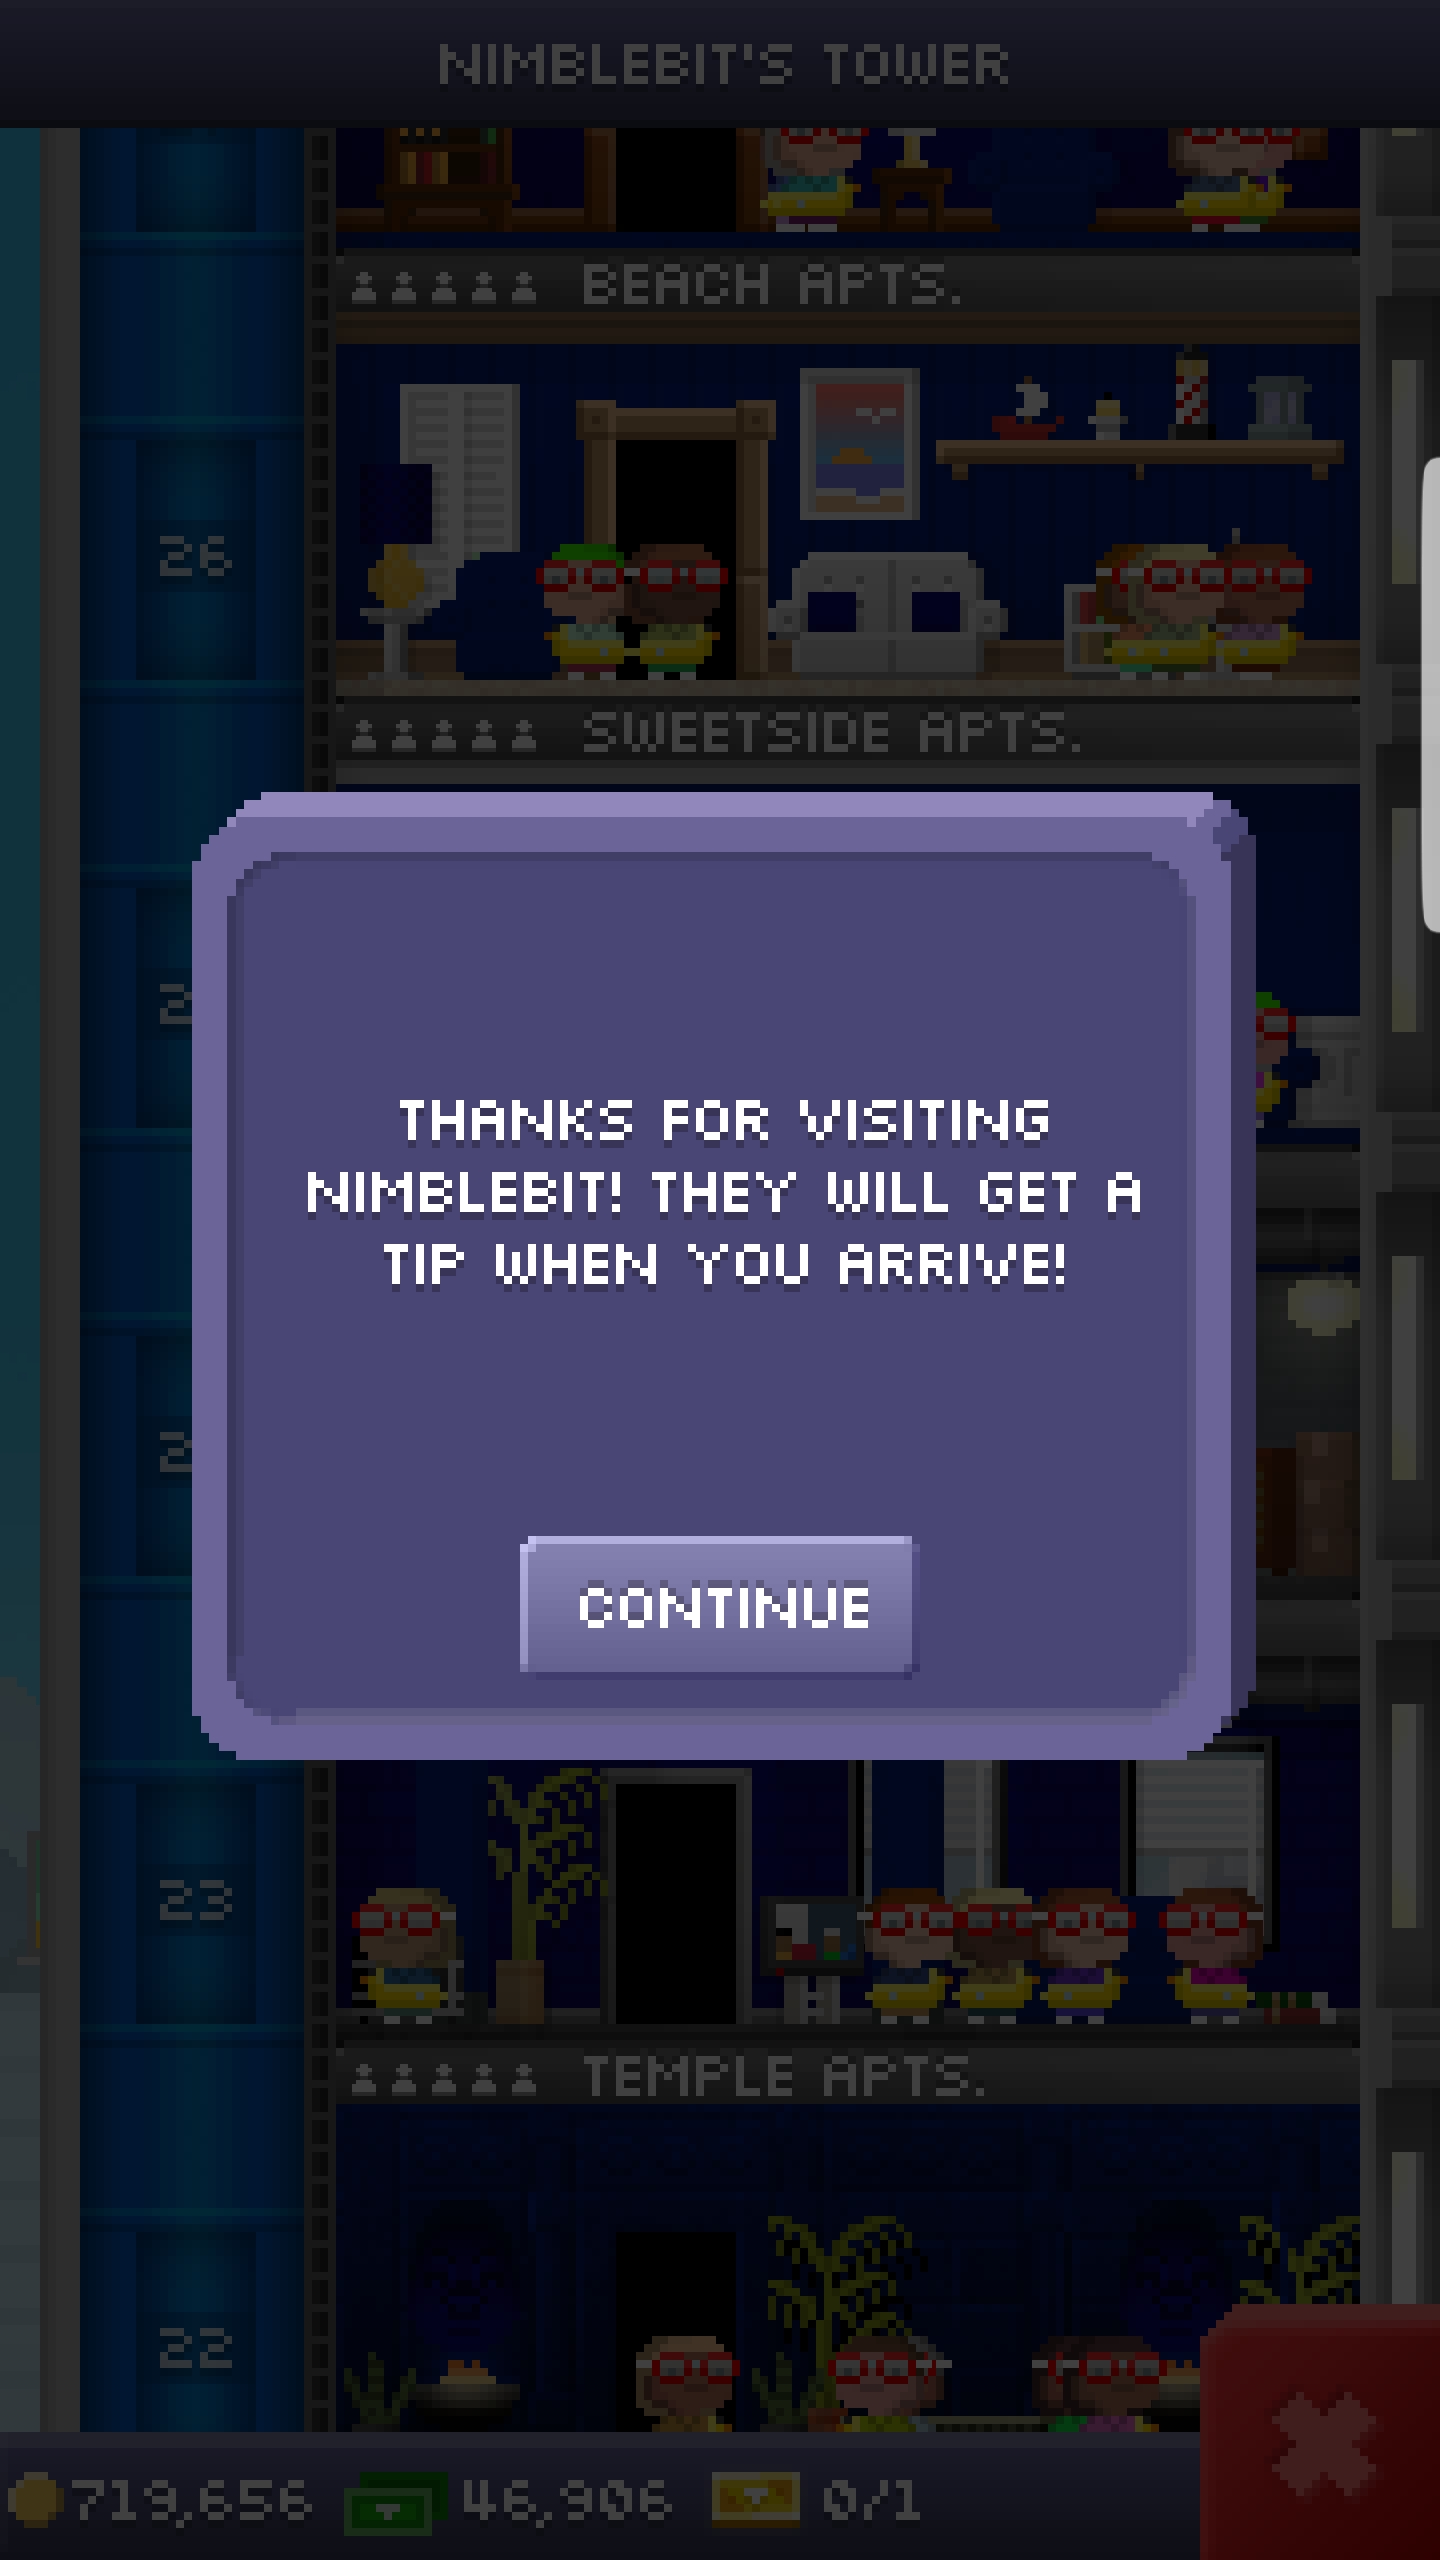 NIMBLEBIT'S TOWER
BEACH APTS.
26
SWEETSIDE APTS.
THANKS FOR VISITING
NIMBLEBIT! THEY WILL GET A
TIP WHEN YOU ARRIVE!
CONTINUE
23
TEMPLE APTS.
22
719,656 46,906 0/1